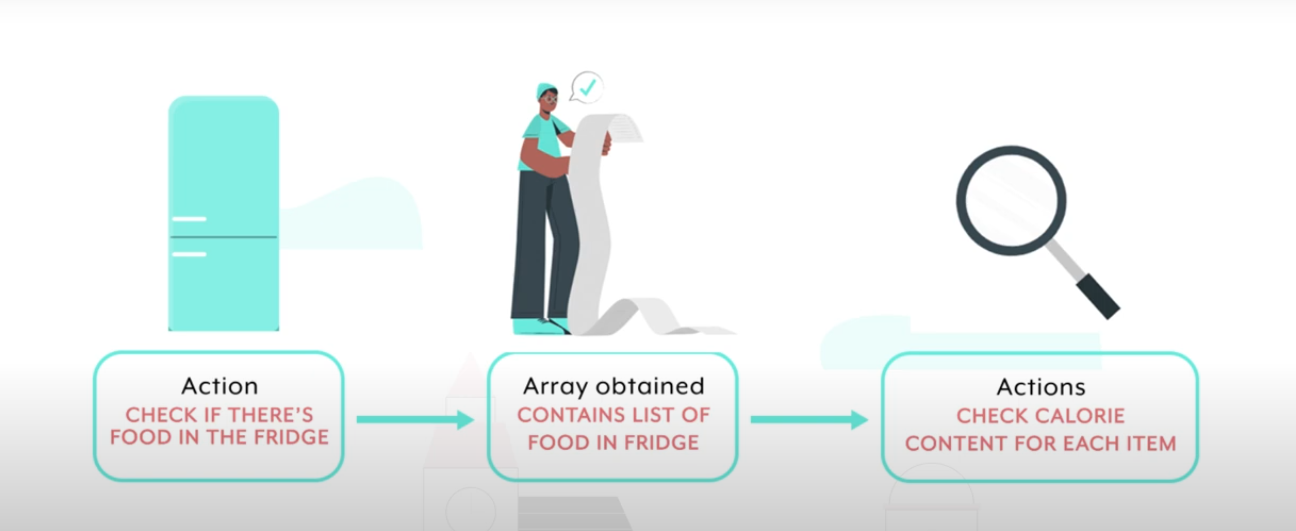 Action
CHECK IF THERE'S
FOOD IN THE FRIDGE
Array obtained
CONTAINS LIST OF
FOOD IN FRIDGE
Actions
CHECK CALORIE
CONTENT FOR EACH ITEM